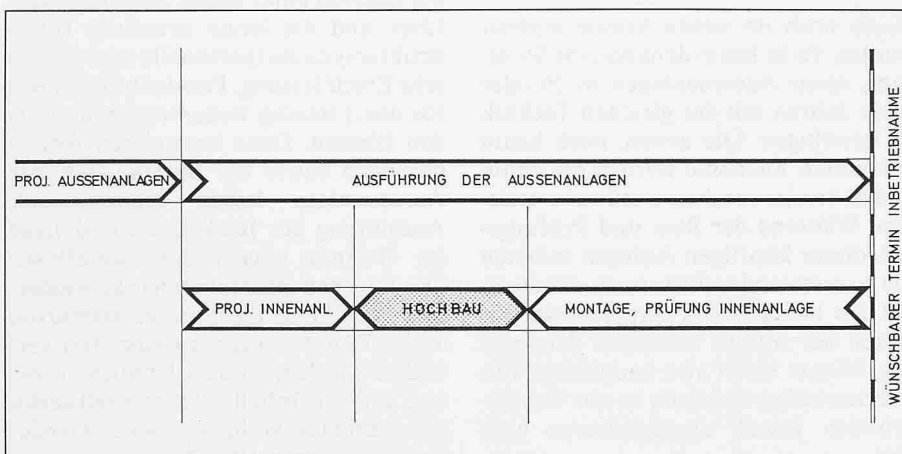 PROJ. AUSSENANLAGEN
AUSFÜHRUNG DER AUSSENANLAGEN
PROJ. INNENANL.
HOCHBAU
MONTAGE, PRÜFUNG INNENANLAGE
WÜNSCHBARER TERMIN INBETRIEBNAHME